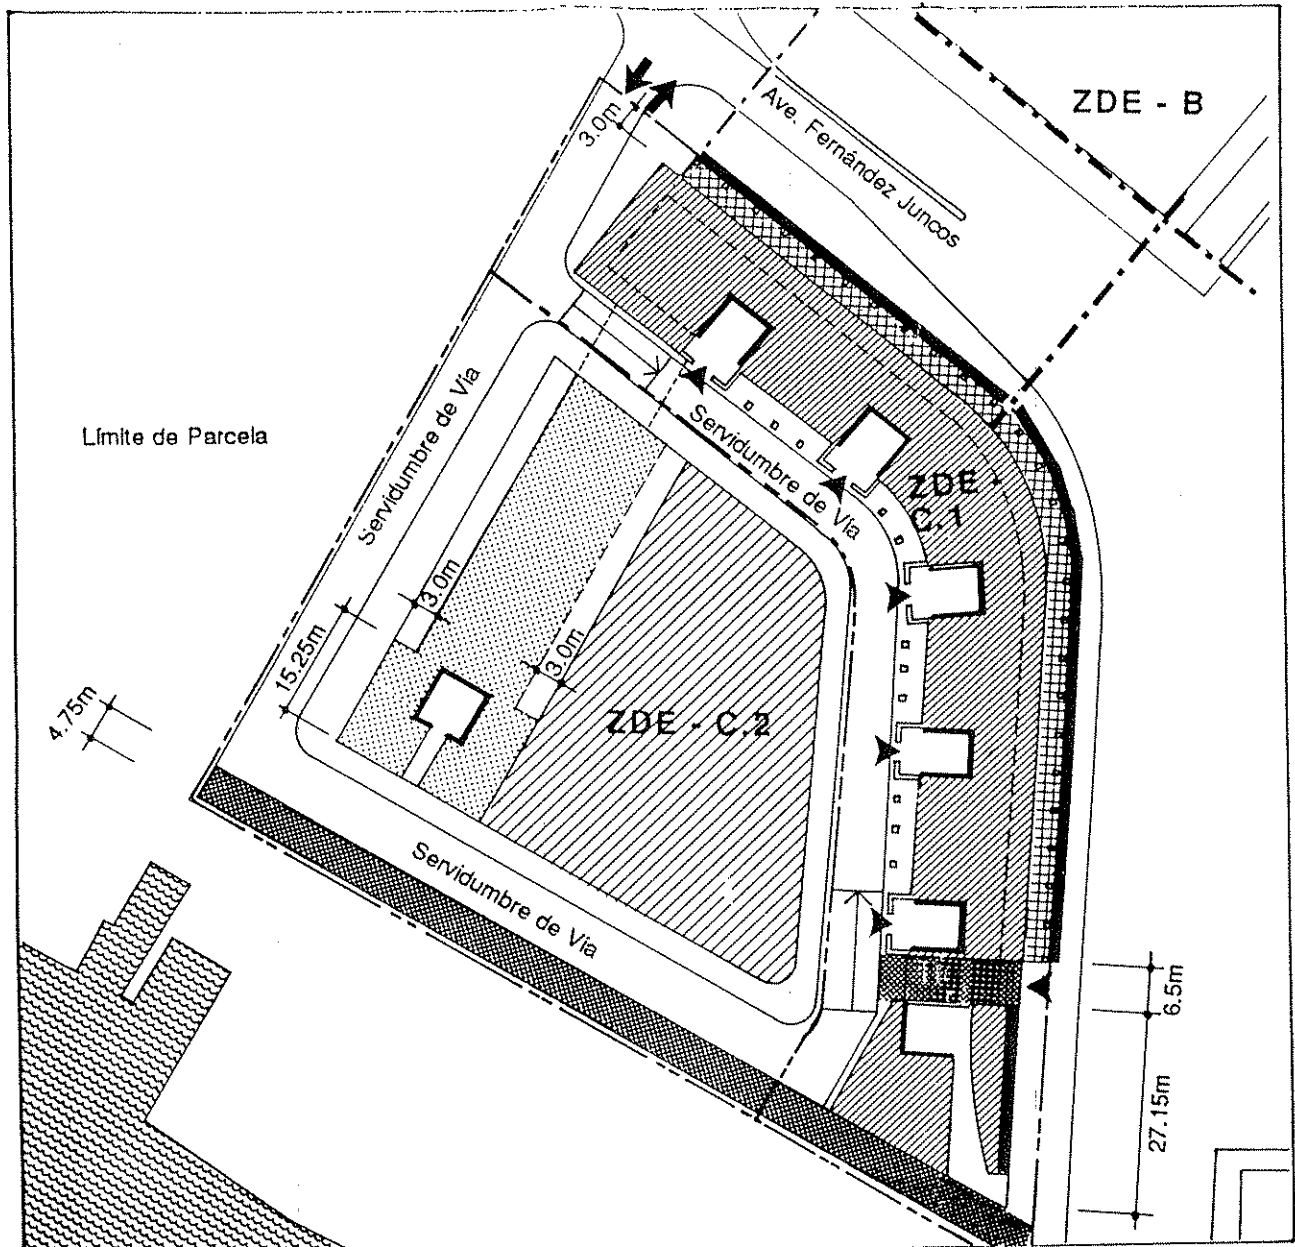 ZDE - B
Ave. Fernández Juncos
3.0m
Límite de Parcela
Servidumbre de Vía
Servidumbre de Vía
ZDE -
C.1
3.0m
3.0m
15.25m
4.75m
ZDE - C.2
Servidumbre de Vía
6.5m
27.15m